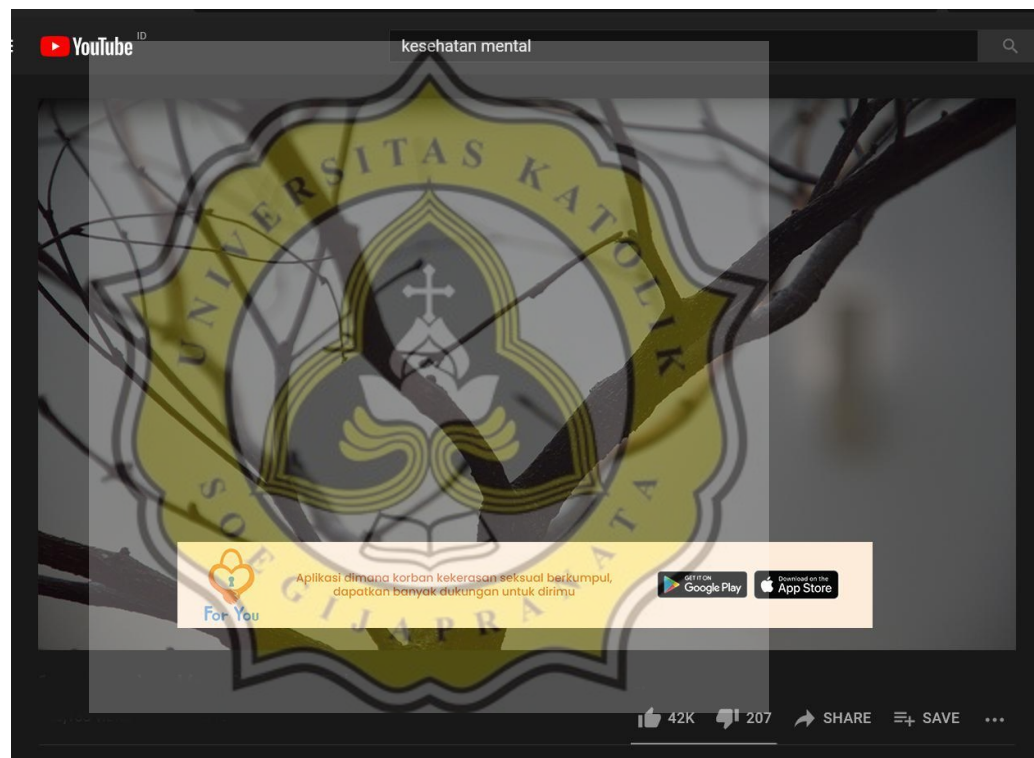 YouTube ID
kesehatan mental
UNIVERSITAS KATOLIK
SOEGIJAPRANATA
Aplikasi dimana korban kekerasan seksual berkumpul,
dapatkan banyak dukungan untuk dirimu
For You
GET IT ON
Google Play
Download on the
App Store
42K 207 SHARE SAVE